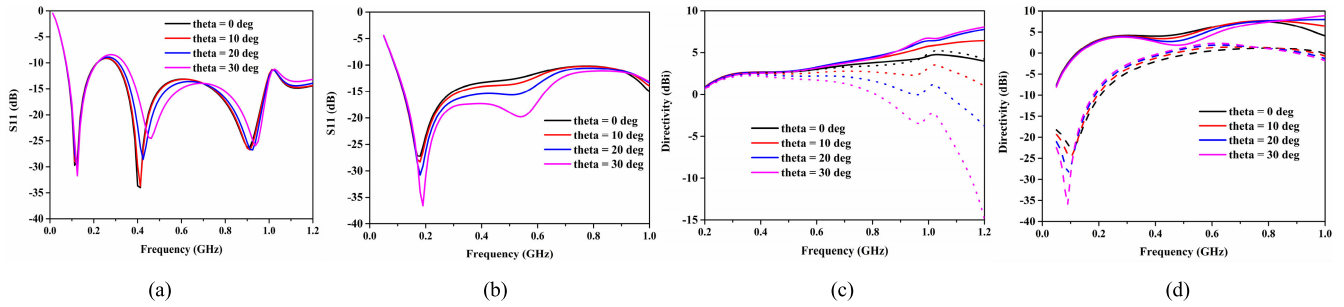 0
-5
-10
-15
-20
-25
-30
-35
-40
S11 (dB)
theta = 0 deg
theta = 10 deg
theta = 20 deg
theta = 30 deg
0.0 0.2 0.4 0.6 0.8 1.0 1.2
Frequency (GHz)
(a)
0
-5
-10
-15
-20
-25
-30
-35
-40
S11 (dB)
theta = 0 deg
theta = 10 deg
theta = 20 deg
theta = 30 deg
0.0 0.2 0.4 0.6 0.8 1.0
Frequency (GHz)
(b)
15
10
5
0
-5
-10
-15
Directivity (dBi)
theta = 0 deg
theta = 10 deg
theta = 20 deg
theta = 30 deg
0.2 0.4 0.6 0.8 1.0 1.2
Frequency (GHz)
(c)
10
5
0
-5
-10
-15
-20
-25
-30
-35
-40
Directivity (dBi)
theta = 0 deg
theta = 10 deg
theta = 20 deg
theta = 30 deg
0.0 0.2 0.4 0.6 0.8 1.0
Frequency (GHz)
(d)